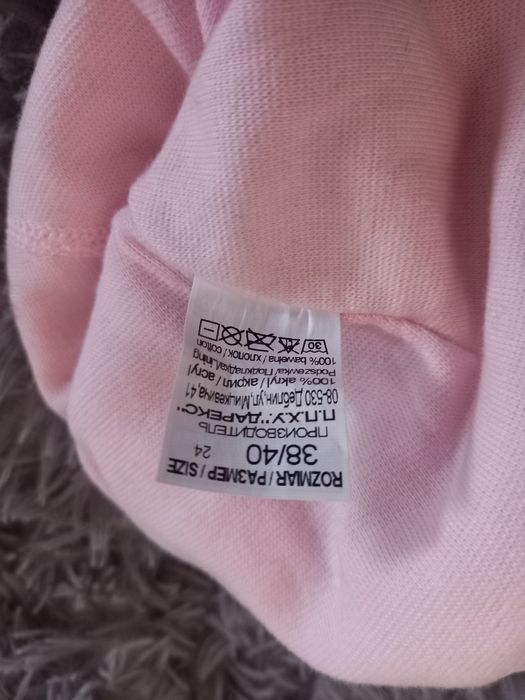 ROZMIAR / РАЗМЕР / SIZE
38/40 24
ПРОИЗВОДИТЕЛЬ
П.П.Х.У. "ДАРЕКС"
08-530 Деблин,ул.Мицкевича,41
100% akryl / акрил / acryl
Podszewka/Подкладка/Lining
100% bawełna / хлопок / cotton
30